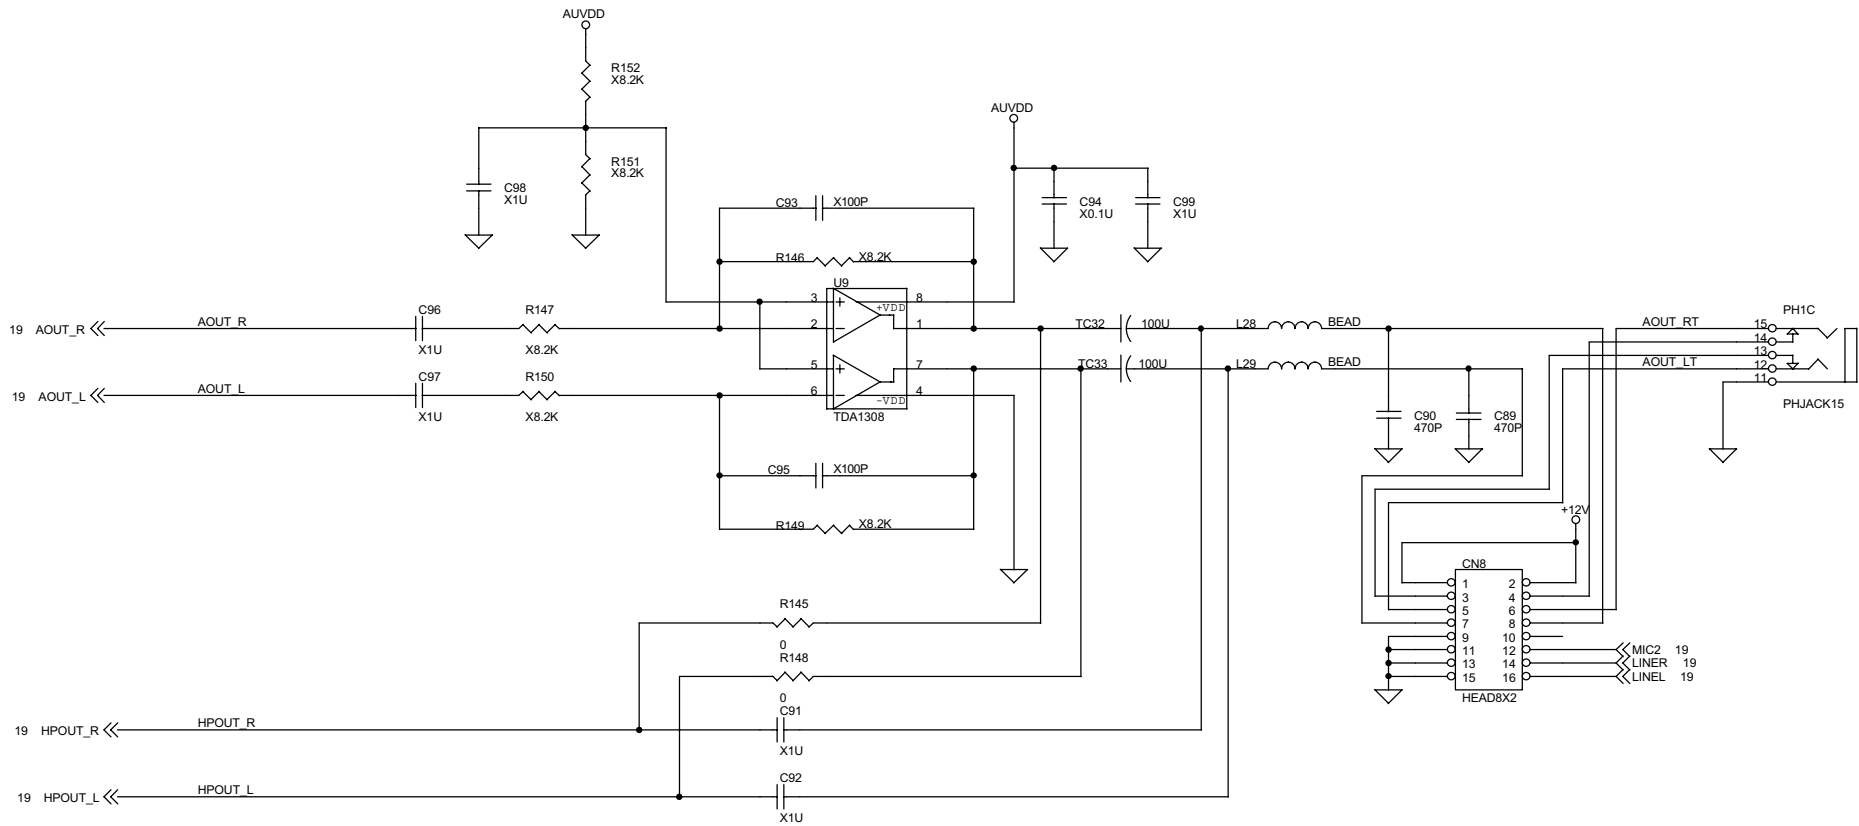 AUVDD
R152
X8.2K
AUVDD
R151
X8.2K
C98
X1U
C93 X100P
C94
X0.1U
C99
X1U
R146 X8.2K
U9
3 + +VDD 8
2 − 1
5 + 7
6 − −VDD 4
TDA1308
19 AOUT_R
AOUT_R
C96
X1U
R147
X8.2K
19 AOUT_L
AOUT_L
C97
X1U
R150
X8.2K
TC32 100U
L28 BEAD
TC33 100U
L29 BEAD
AOUT_RT
AOUT_LT
PH1C
15
14
13
12
11
PHJACK15
C90
470P
C89
470P
C95 X100P
R149 X8.2K
+12V
CN8
1 2
3 4
5 6
7 8
9 10
11 12
13 14
15 16
HEAD8X2
MIC2 19
LINER 19
LINEL 19
R145
0
R148
0
19 HPOUT_R
HPOUT_R
C91
X1U
19 HPOUT_L
HPOUT_L
C92
X1U